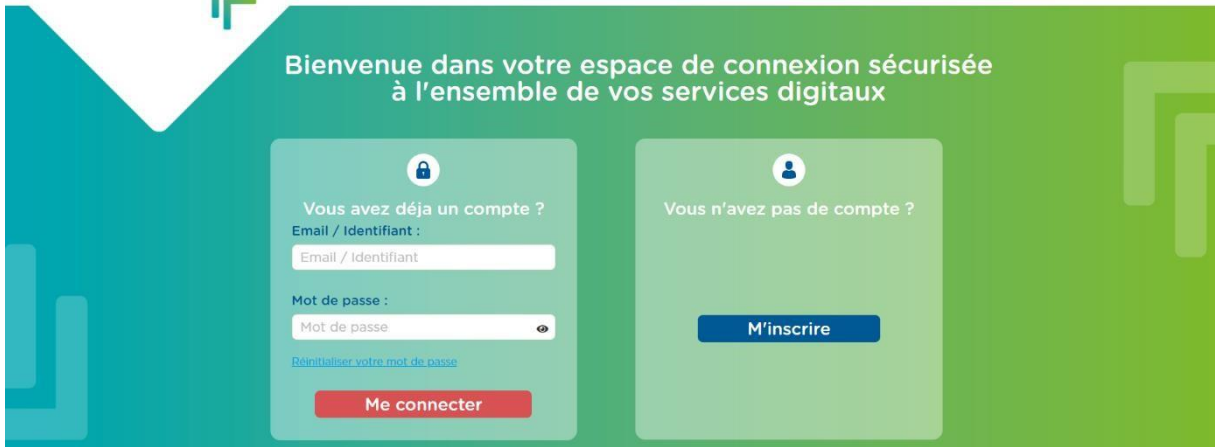 Bienvenue dans votre espace de connexion sécurisée
à l'ensemble de vos services digitaux
Vous avez déja un compte ?
Email / Identifiant :
Email / Identifiant
Mot de passe :
Mot de passe
Réinitialiser votre mot de passe
Me connecter
Vous n'avez pas de compte ?
M'inscrire